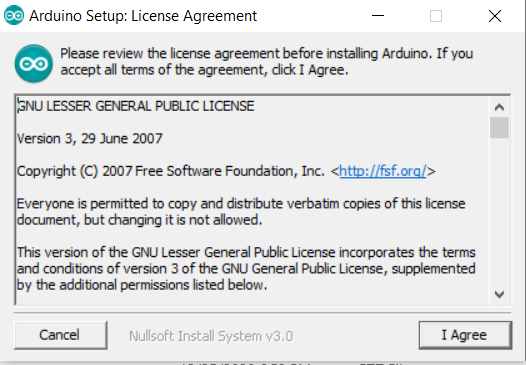 Arduino Setup: License Agreement
Please review the license agreement before installing Arduino. If you
accept all terms of the agreement, click I Agree.
GNU LESSER GENERAL PUBLIC LICENSE
Version 3, 29 June 2007
Copyright (C) 2007 Free Software Foundation, Inc. <http://fsf.org/>
Everyone is permitted to copy and distribute verbatim copies of this license
document, but changing it is not allowed.
This version of the GNU Lesser General Public License incorporates the terms
and conditions of version 3 of the GNU General Public License, supplemented
by the additional permissions listed below.
Cancel
Nullsoft Install System v3.0
I Agree